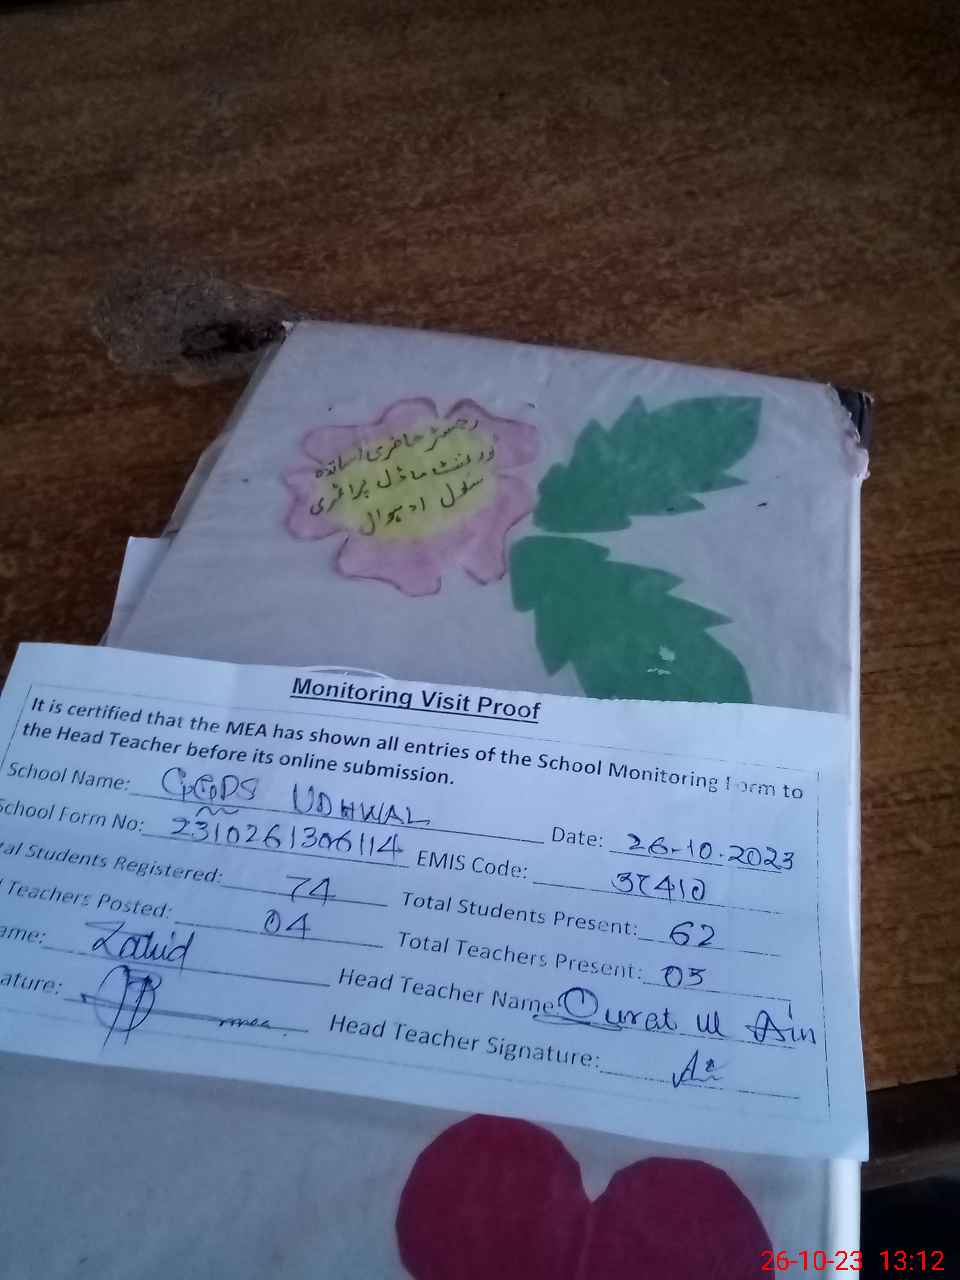 رجسٹر حاضری اساتذہ
گورنمنٹ ماڈل پرائمری
سکول ادہوال
Monitoring Visit Proof
It is certified that the MEA has shown all entries of the School Monitoring Form to
the Head Teacher before its online submission.
School Name: UDHWAL Date: 26-10-2023
School Form No: 2310261306114 EMIS Code:
al Students Registered: 74 Total Students Present: 62
Teachers Posted: 04 Total Teachers Present: 03
ame: Zahid Head Teacher Name Qurat ul Ain
ature: mea Head Teacher Signature:
26-10-23 13:12